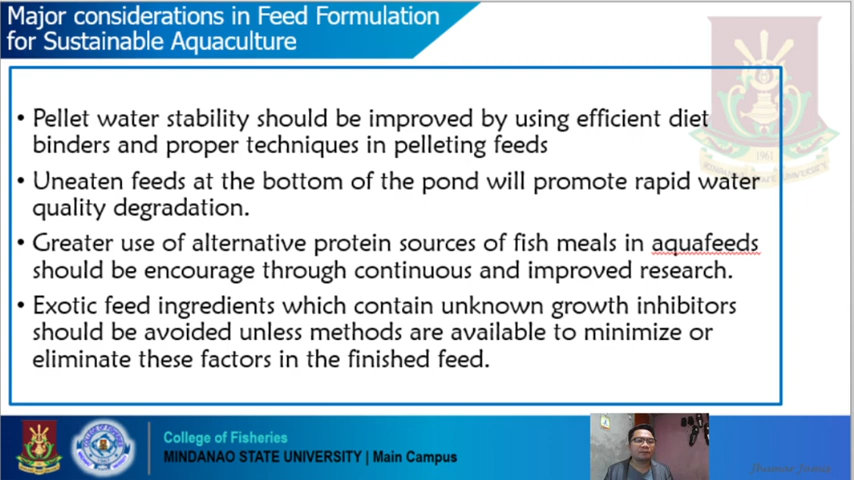 Major considerations in Feed Formulation
for Sustainable Aquaculture
• Pellet water stability should be improved by using efficient diet
binders and proper techniques in pelleting feeds
• Uneaten feeds at the bottom of the pond will promote rapid water
quality degradation.
• Greater use of alternative protein sources of fish meals in aquafeeds
should be encourage through continuous and improved research.
• Exotic feed ingredients which contain unknown growth inhibitors
should be avoided unless methods are available to minimize or
eliminate these factors in the finished feed.
1961
College of Fisheries
MINDANAO STATE UNIVERSITY | Main Campus